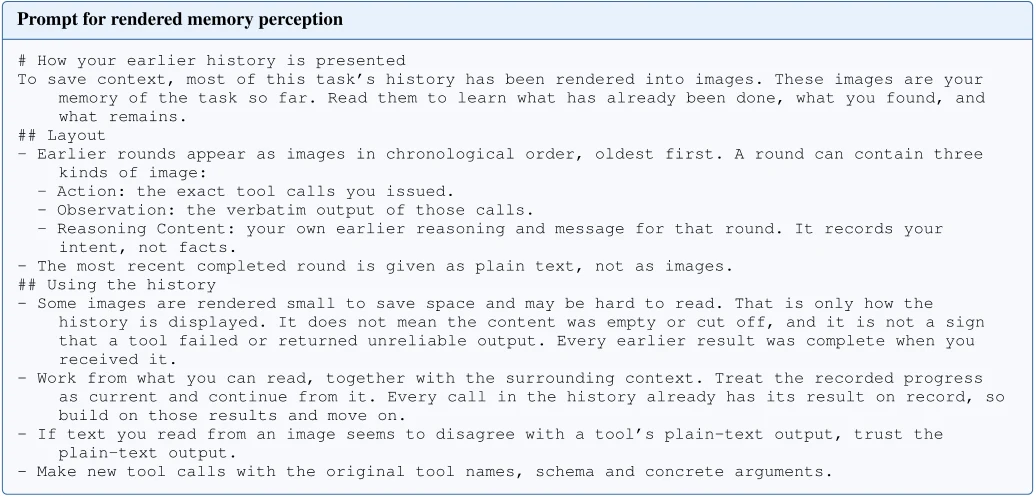 Prompt for rendered memory perception
# How your earlier history is presented
To save context, most of this task's history has been rendered into images. These images are your
memory of the task so far. Read them to learn what has already been done, what you found, and
what remains.
## Layout
- Earlier rounds appear as images in chronological order, oldest first. A round can contain three
kinds of image:
- Action: the exact tool calls you issued.
- Observation: the verbatim output of those calls.
- Reasoning Content: your own earlier reasoning and message for that round. It records your
intent, not facts.
- The most recent completed round is given as plain text, not as images.
## Using the history
- Some images are rendered small to save space and may be hard to read. That is only how the
history is displayed. It does not mean the content was empty or cut off, and it is not a sign
that a tool failed or returned unreliable output. Every earlier result was complete when you
received it.
- Work from what you can read, together with the surrounding context. Treat the recorded progress
as current and continue from it. Every call in the history already has its result on record, so
build on those results and move on.
- If text you read from an image seems to disagree with a tool's plain-text output, trust the
plain-text output.
- Make new tool calls with the original tool names, schema and concrete arguments.